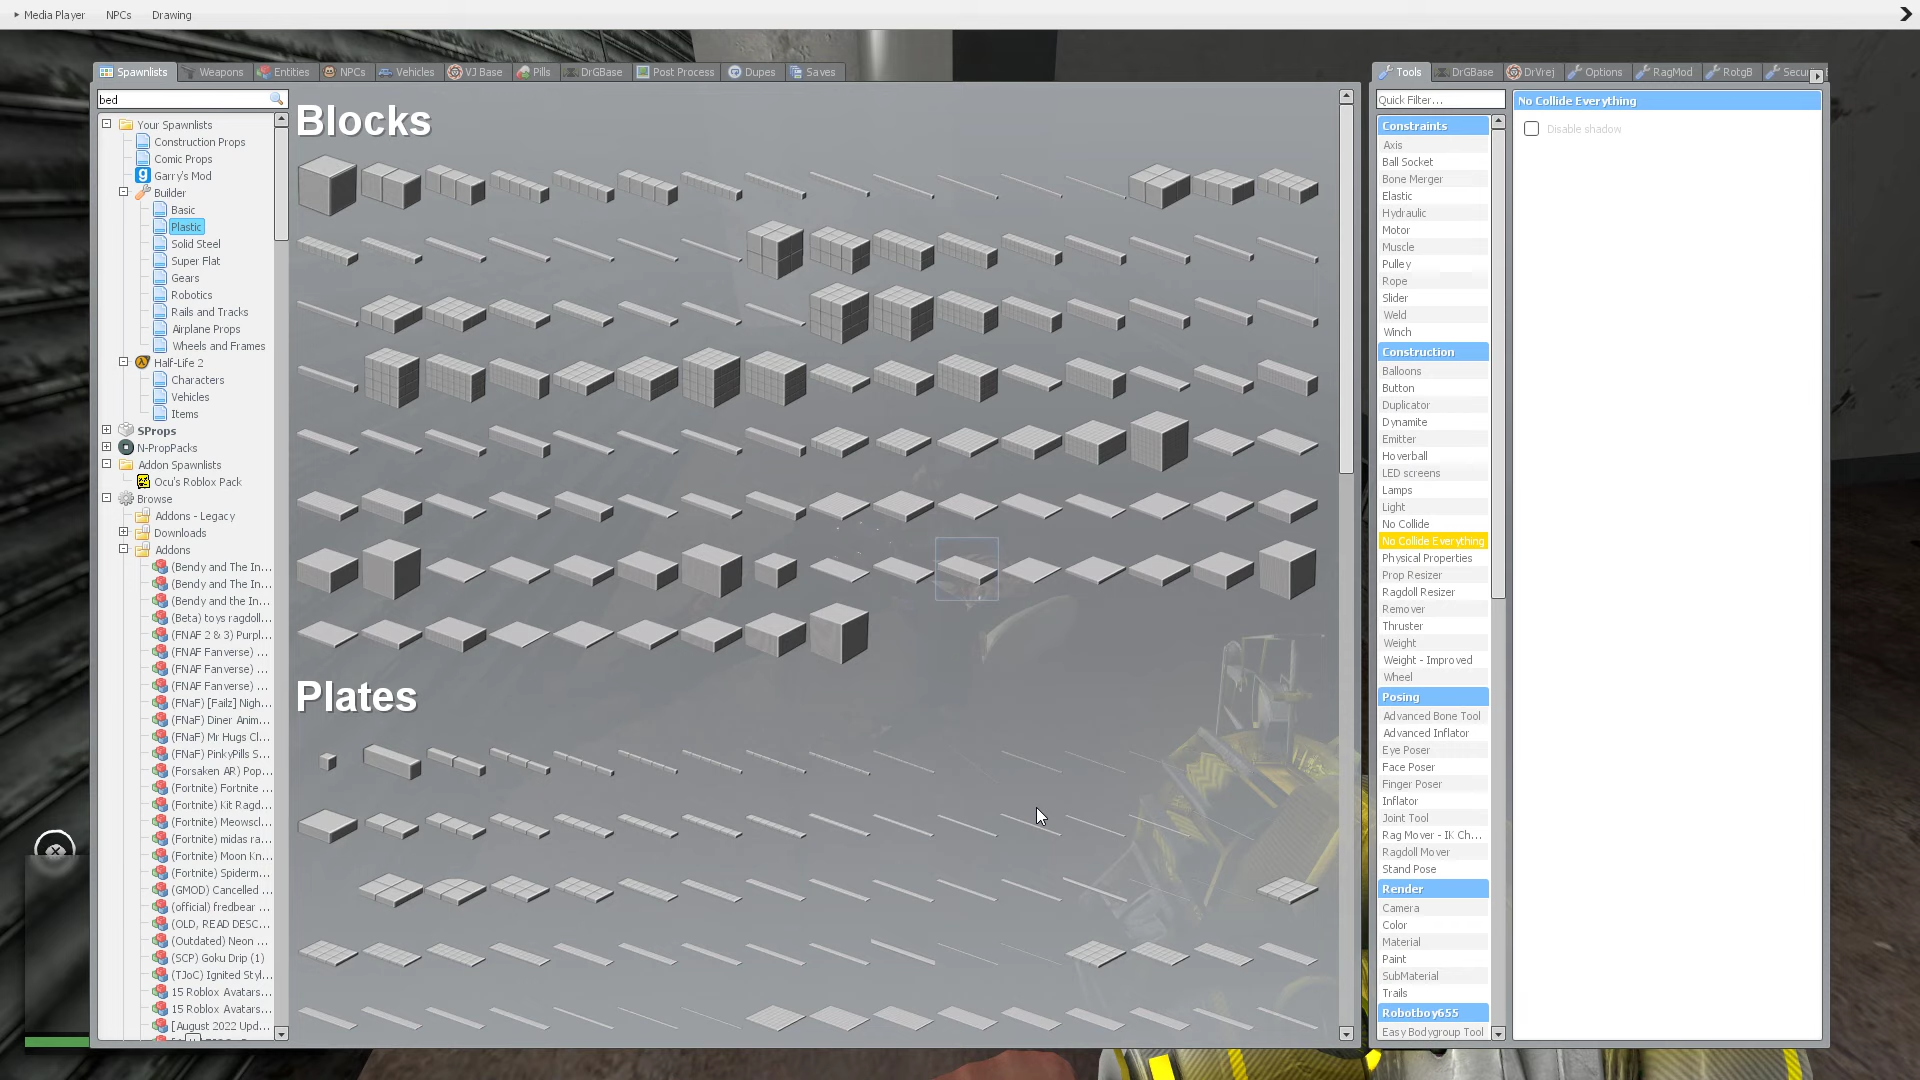 Media Player NPCs Drawing
Spawnlists Weapons Entities NPCs Vehicles VJ Base Pills DrGBase Post Process Dupes Saves
bed
Your Spawnlists
Construction Props
Comic Props
Garry's Mod
Builder
Basic
Plastic
Solid Steel
Super Flat
Gears
Robotics
Rails and Tracks
Airplane Props
Wheels and Frames
Half-Life 2
Characters
Vehicles
Items
SProps
N-PropPacks
Addon Spawnlists
Ocu's Roblox Pack
Browse
Addons - Legacy
Downloads
Addons
(Bendy and The In...
(Bendy and The In...
(Bendy and the In...
(Beta) toys ragdoll...
(FNAF 2 & 3) Purpl...
(FNAF Fanverse) ...
(FNAF Fanverse) ...
(FNAF Fanverse) ...
(FNaF) [Failz] Nigh...
(FNaF) Diner Anim...
(FNaF) Mr Hugs Cl...
(FNaF) PinkyPills S...
(Forsaken AR) Pop...
(Fortnite) Fortnite ...
(Fortnite) Kit Ragd...
(Fortnite) Meowscl...
(Fortnite) midas ra...
(Fortnite) Moon Kn...
(Fortnite) Spiderm...
(GMOD) Cancelled ...
(official) fredbear ...
(OLD, READ DESC...
(Outdated) Neon ...
(SCP) Goku Drip (1)
(TJoC) Ignited Styl...
15 Roblox Avatars...
15 Roblox Avatars...
[August 2022 Upd...
Blocks
Plates
Tools DrGBase DrVrej Options RagMod RotgB Secur
Quick Filter...
Constraints
Axis
Ball Socket
Bone Merger
Elastic
Hydraulic
Motor
Muscle
Pulley
Rope
Slider
Weld
Winch
Construction
Balloons
Button
Duplicator
Dynamite
Emitter
Hoverball
LED screens
Lamps
Light
No Collide
No Collide Everything
Physical Properties
Prop Resizer
Ragdoll Resizer
Remover
Thruster
Weight
Weight - Improved
Wheel
Posing
Advanced Bone Tool
Advanced Inflator
Eye Poser
Face Poser
Finger Poser
Inflator
Joint Tool
Rag Mover - IK Ch...
Ragdoll Mover
Stand Pose
Render
Camera
Color
Material
Paint
SubMaterial
Trails
Robotboy655
Easy Bodygroup Tool
No Collide Everything
Disable shadow